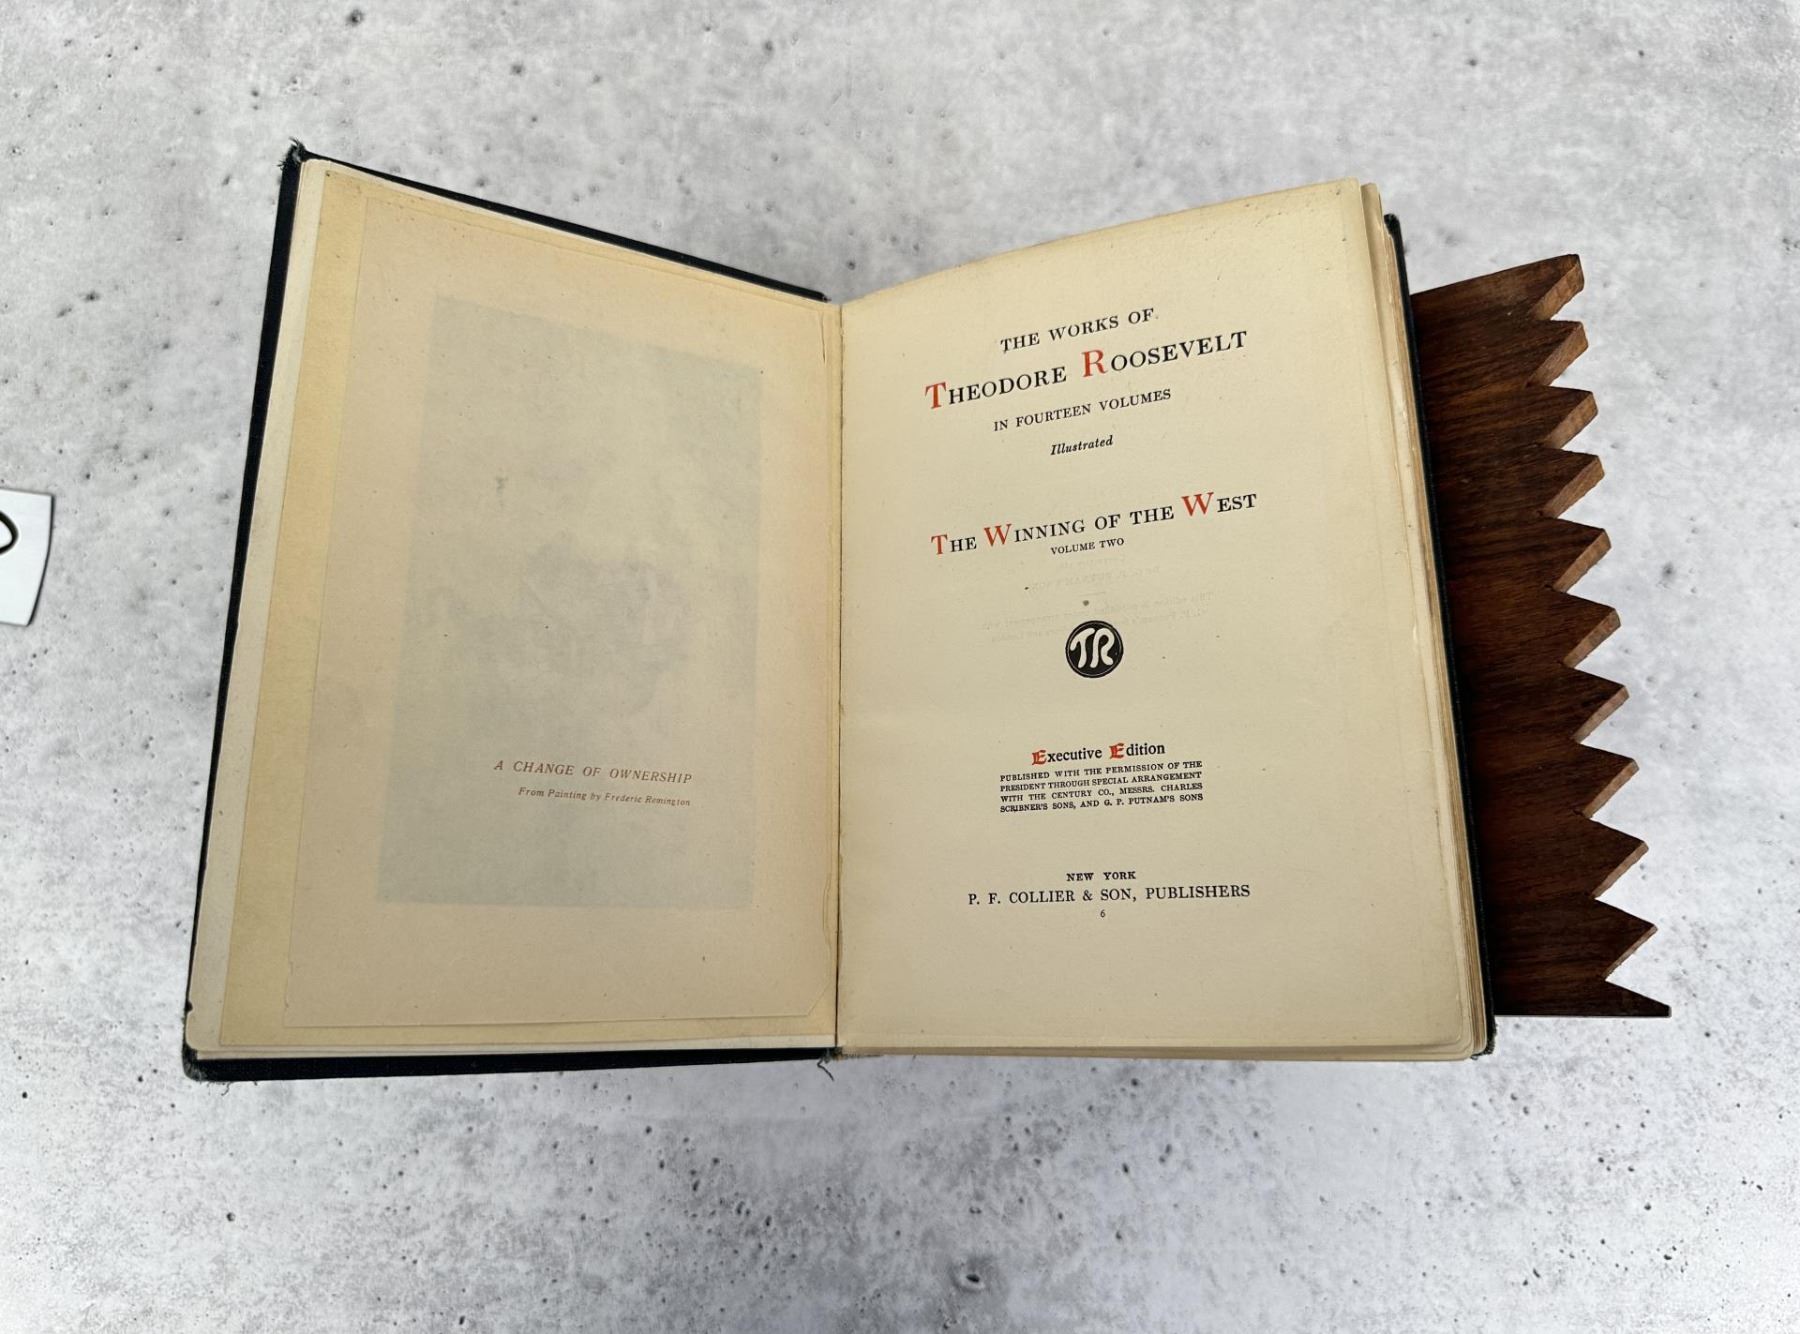 A CHANGE OF OWNERSHIP
From Painting by Frederic Remington
THE WORKS OF
THEODORE ROOSEVELT
IN FOURTEEN VOLUMES
Illustrated
THE WINNING OF THE WEST
VOLUME TWO
TR
Executive Edition
PUBLISHED WITH THE PERMISSION OF THE
PRESIDENT THROUGH SPECIAL ARRANGEMENT
WITH THE CENTURY CO., MESSRS. CHARLES
SCRIBNER'S SONS, AND G. P. PUTNAM'S SONS
NEW YORK
P. F. COLLIER & SON, PUBLISHERS
6